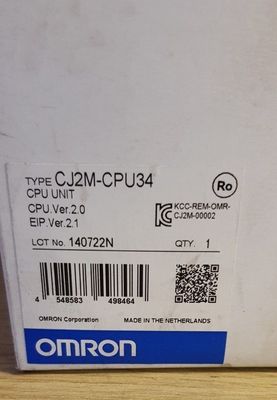 TYPE CJ2M-CPU34
CPU UNIT
Ro
CPU.Ver.2.0
EIP.Ver.2.1
KCC-REM-OMR-
CJ2M-00002
LOT No. 140722N
QTY. 1
4 548583 498464
OMRON Corporation
MADE IN THE NETHERLANDS
OMRON